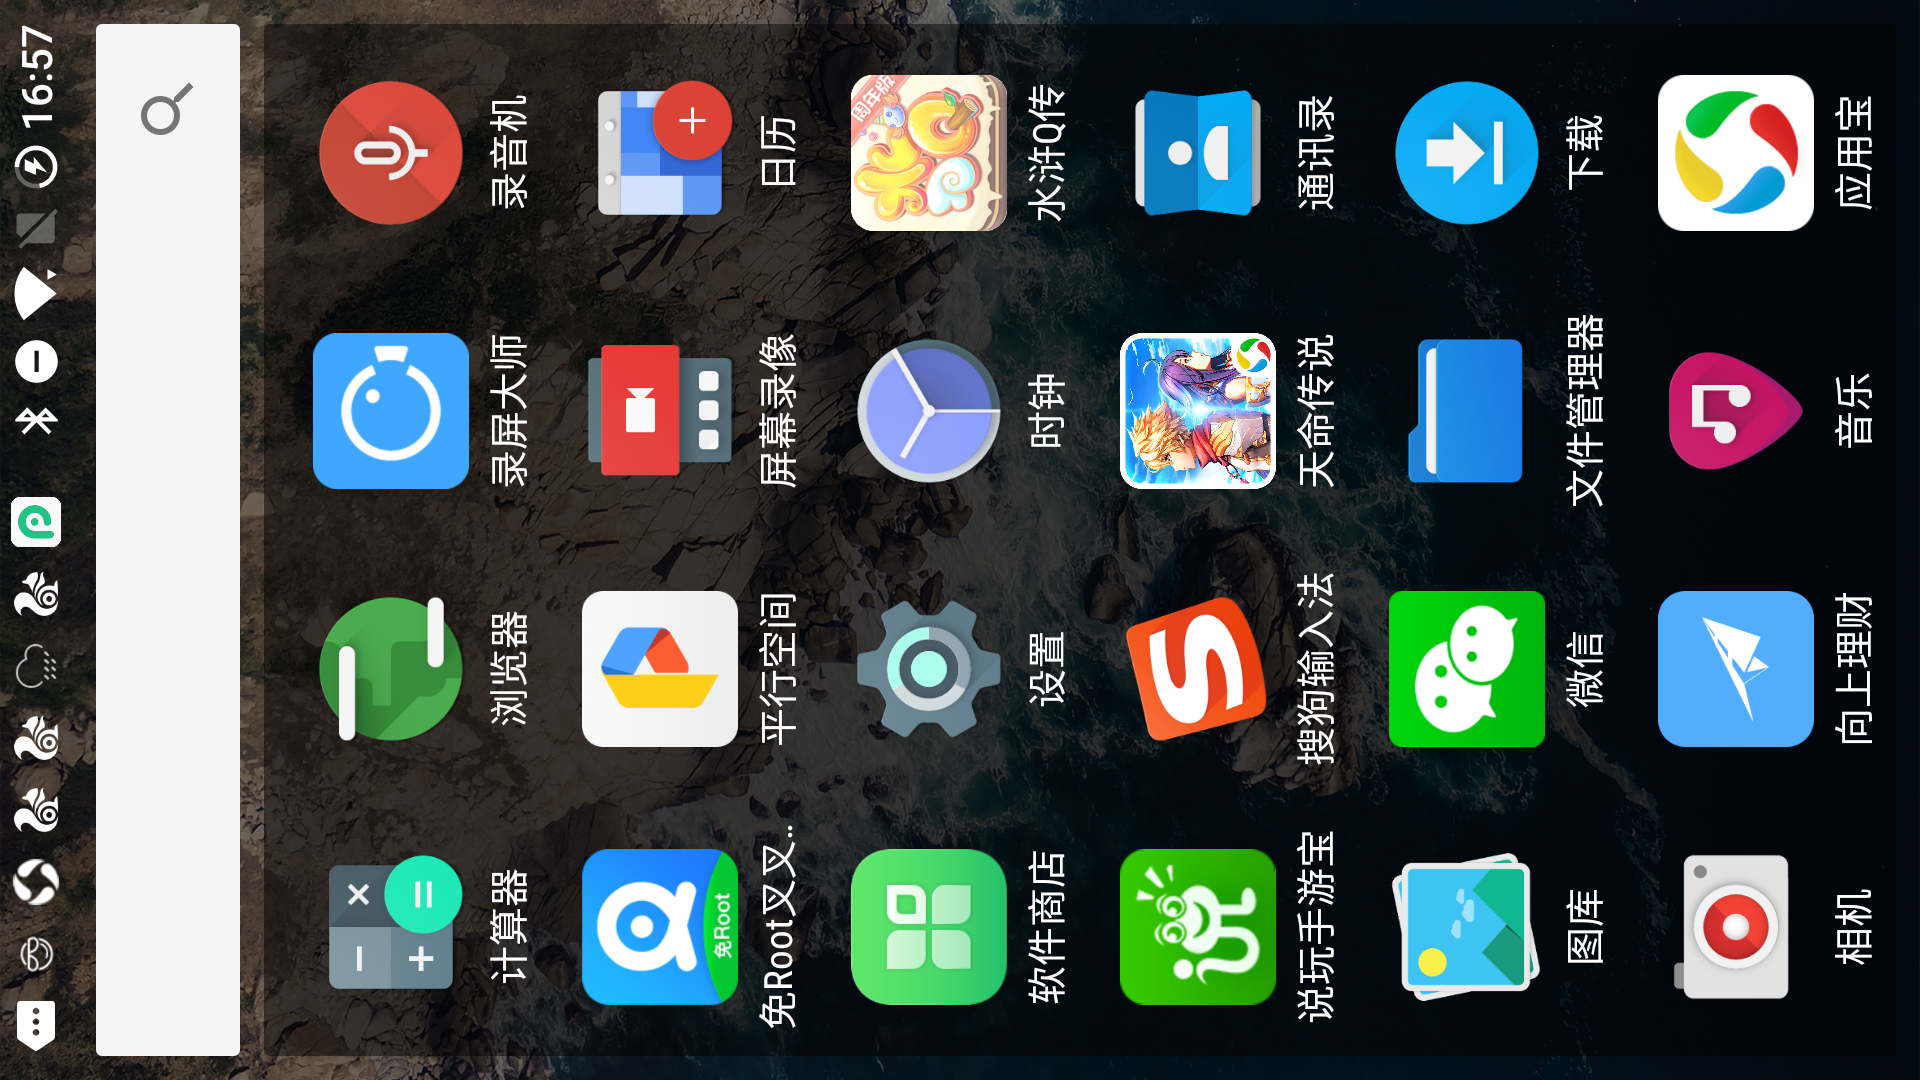 16:57
计算器
浏览器
录屏大师
录音机
免Root
免Root叉叉..
平行空间
屏幕录像
日历
周年版
水浒Q传
软件商店
设置
时钟
水浒Q传
说玩手游宝
搜狗输入法
天命传说
通讯录
图库
微信
文件管理器
下载
相机
向上理财
音乐
应用宝